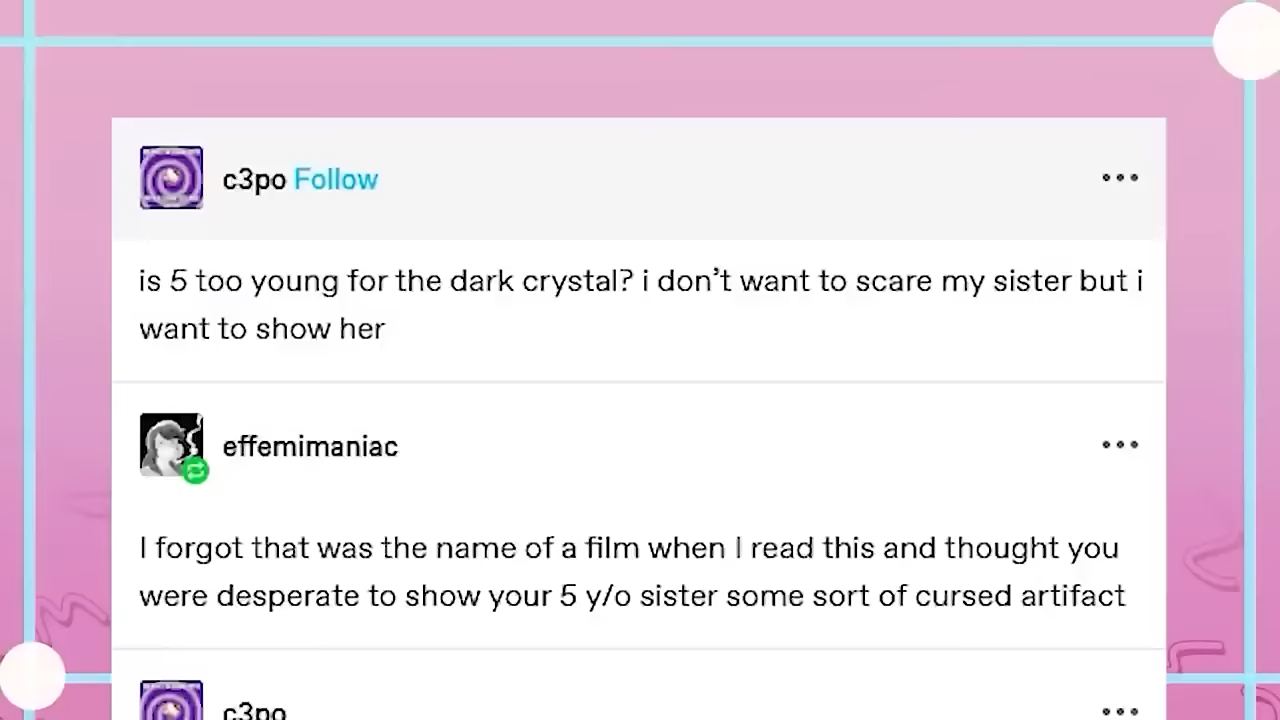 c3po Follow
is 5 too young for the dark crystal? i don’t want to scare my sister but i
want to show her
effemimaniac
I forgot that was the name of a film when I read this and thought you
were desperate to show your 5 y/o sister some sort of cursed artifact
c3po